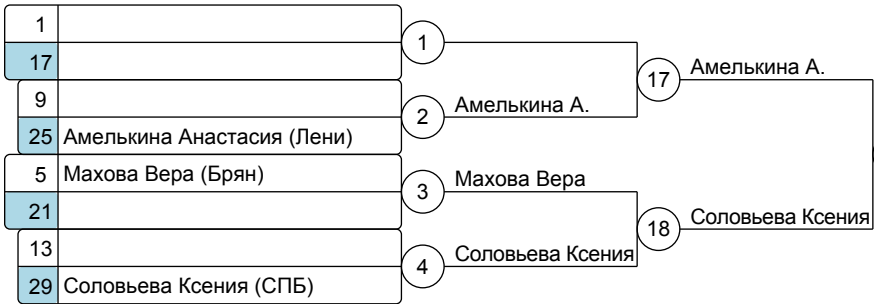 1
17
9
25 Амелькина Анастасия (Лени)
5 Махова Вера (Брян)
21
13
29 Соловьева Ксения (СПБ)
1
2
3
4
Амелькина А.
Махова Вера
Соловьева Ксения
17
18
Амелькина А.
Соловьева Ксения